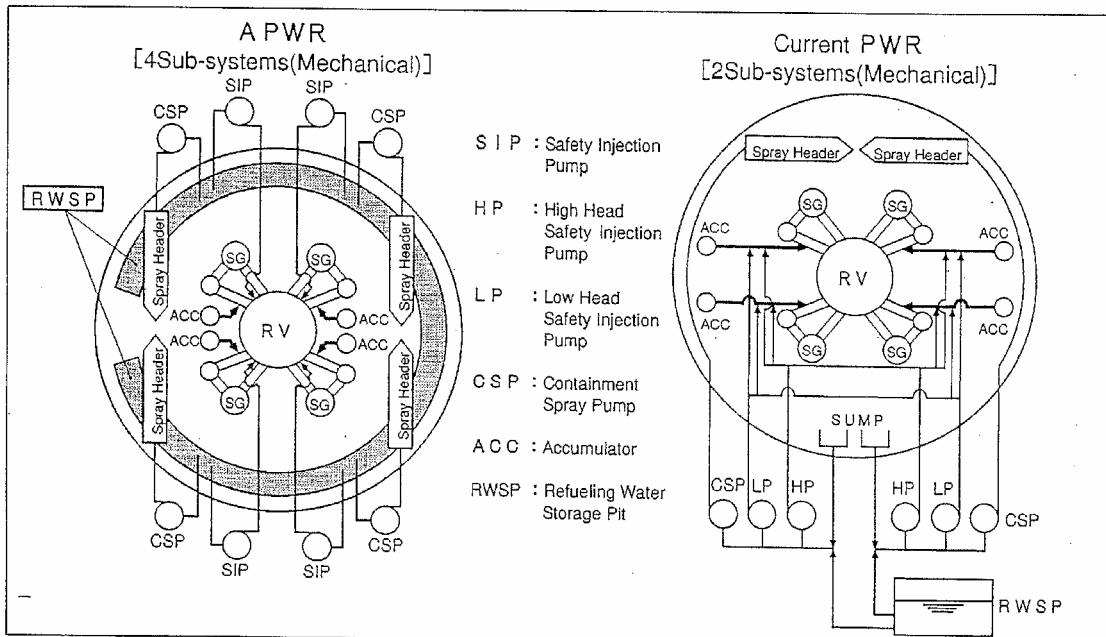 A PWR
[4Sub-systems(Mechanical)]
SIP
SIP
CSP
CSP
RWSP
Spray Header
Spray Header
SG
SG
ACC
ACC
RV
ACC
ACC
Spray Header
Spray Header
SG
SG
CSP
CSP
SIP
SIP
SIP : Safety Injection
Pump
HP : High Head
Safety Injection
Pump
LP : Low Head
Safety Injection
Pump
CSP : Containment
Spray Pump
ACC : Accumulator
RWSP : Refueling Water
Storage Pit
Current PWR
[2Sub-systems(Mechanical)]
Spray Header
Spray Header
SG
SG
ACC
ACC
RV
ACC
ACC
SG
SG
SUMP
CSP
LP
HP
HP
LP
CSP
RWSP